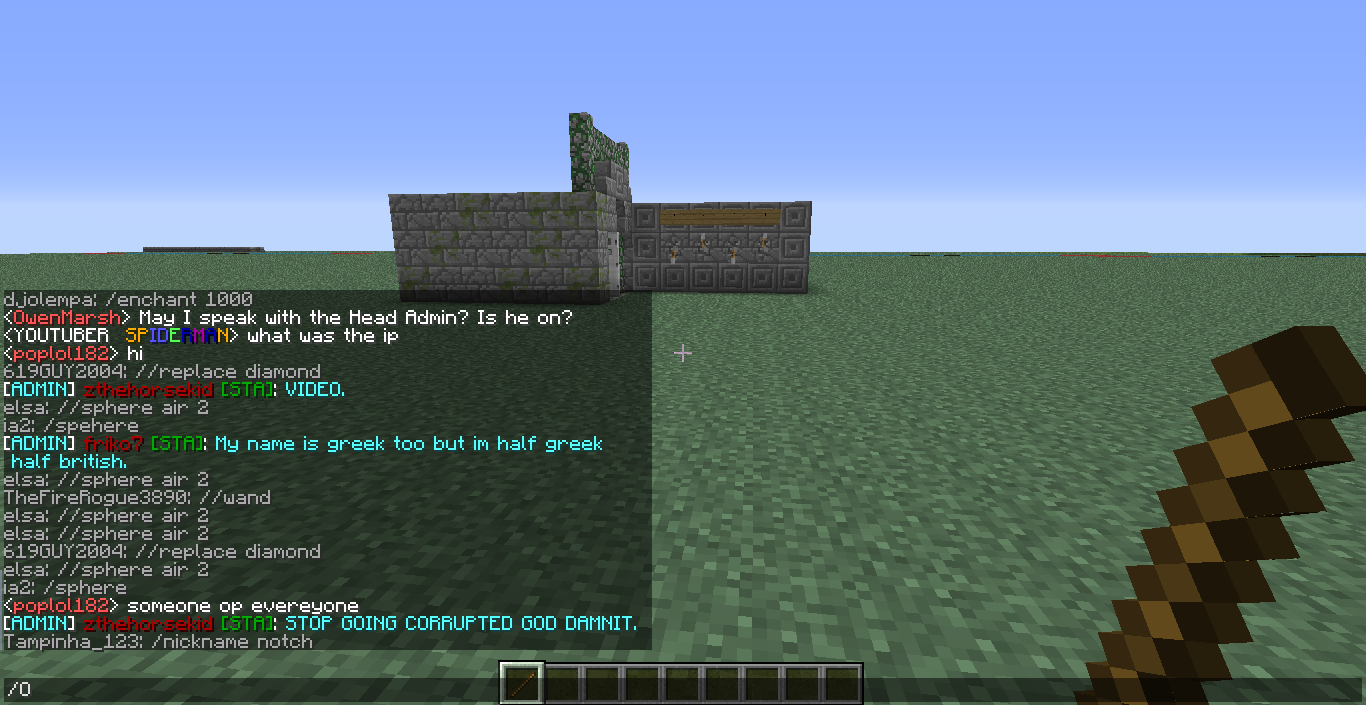 djolempa: /enchant 1000
<OwenMarsh> May I speak with the Head Admin? Is he on?
<YOUTUBER  SPIDERMAN> what was the ip
<poplol182> hi
619GUY2004: //replace diamond
[ADMIN] zthehorsekid [STA]: VIDEO.
elsa: //sphere air 2
ia2: /spehere
[ADMIN] friko7 [STA]: My name is greek too but im half greek
half british.
elsa: //sphere air 2
TheFireRogue3890: //wand
elsa: //sphere air 2
elsa: //sphere air 2
619GUY2004: //replace diamond
elsa: //sphere air 2
ia2: /sphere
<poplol182> someone op evereyone
[ADMIN] zthehorsekid [STA]: STOP GOING CORRUPTED GOD DAMNIT.
Tampinha_123: /nickname notch
/O